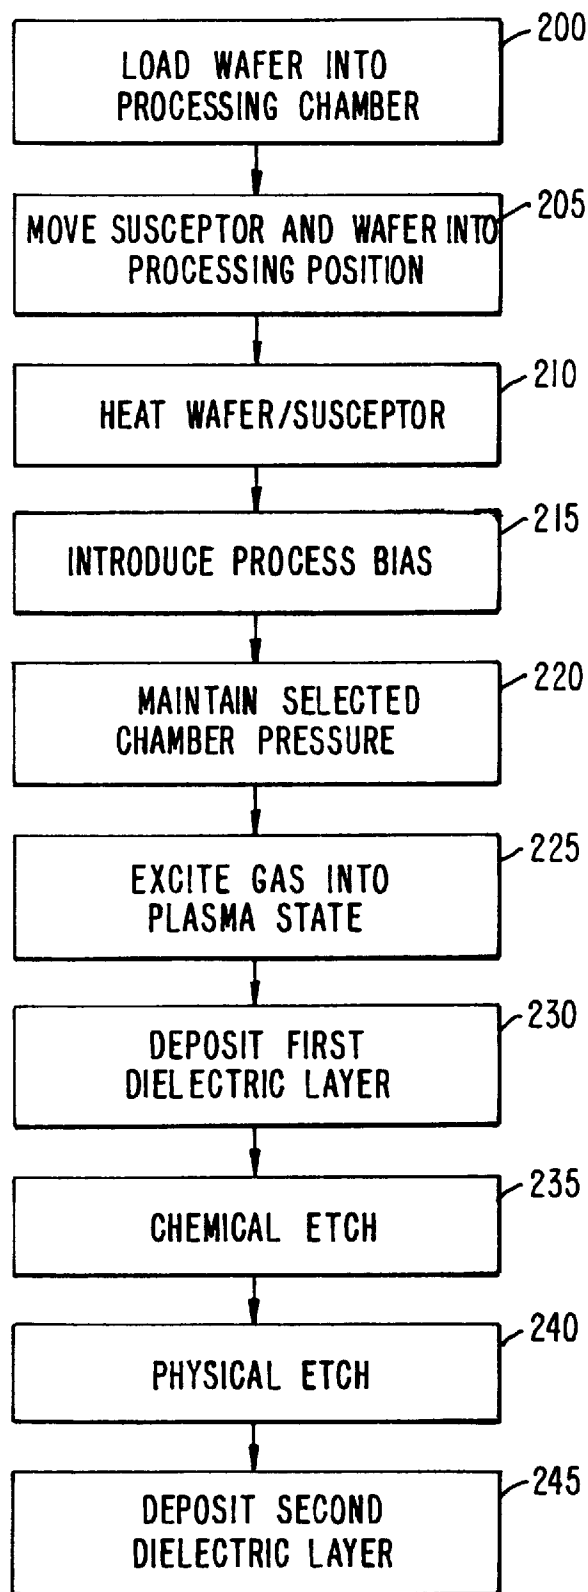 200
LOAD WAFER INTO
PROCESSING CHAMBER
205
MOVE SUSCEPTOR AND WAFER INTO
PROCESSING POSITION
210
HEAT WAFER/SUSCEPTOR
215
INTRODUCE PROCESS BIAS
220
MAINTAIN SELECTED
CHAMBER PRESSURE
225
EXCITE GAS INTO
PLASMA STATE
230
DEPOSIT FIRST
DIELECTRIC LAYER
235
CHEMICAL ETCH
240
PHYSICAL ETCH
245
DEPOSIT SECOND
DIELECTRIC LAYER